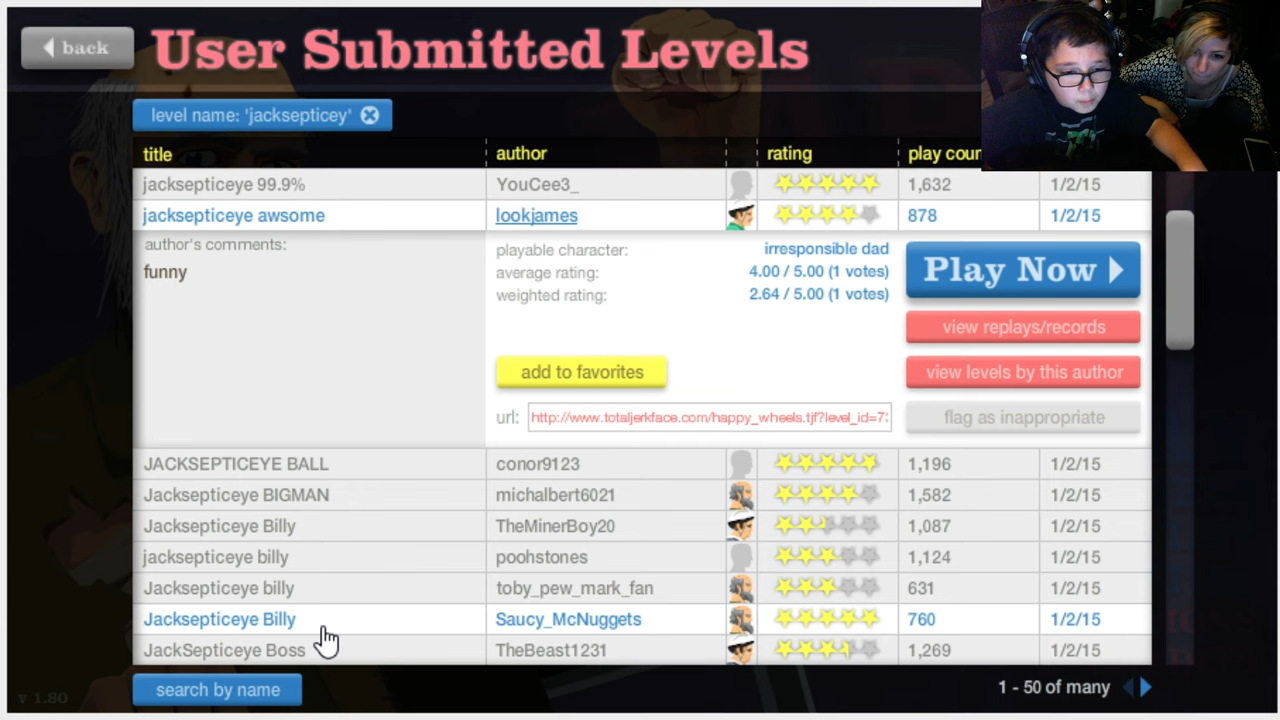 back
User Submitted Levels
level name: 'jacksepticey'
title author rating play coun
jacksepticeye 99.9% YouCee3_ 1,632 1/2/15
jacksepticeye awsome lookjames 878 1/2/15
author's comments:
funny
playable character: irresponsible dad
average rating: 4.00 / 5.00 (1 votes)
weighted rating: 2.64 / 5.00 (1 votes)
Play Now
view replays/records
add to favorites
view levels by this author
url: http://www.totaljerkface.com/happy_wheels.tjf?level_id=7
flag as inappropriate
JACKSEPTICEYE BALL conor9123 1,196 1/2/15
Jacksepticeye BIGMAN michalbert6021 1,582 1/2/15
Jacksepticeye Billy TheMinerBoy20 1,087 1/2/15
jacksepticeye billy poohstones 1,124 1/2/15
Jacksepticeye billy toby_pew_mark_fan 631 1/2/15
Jacksepticeye Billy Saucy_McNuggets 760 1/2/15
JackSepticeye Boss TheBeast1231 1,269 1/2/15
v 1.80
search by name
1 - 50 of many